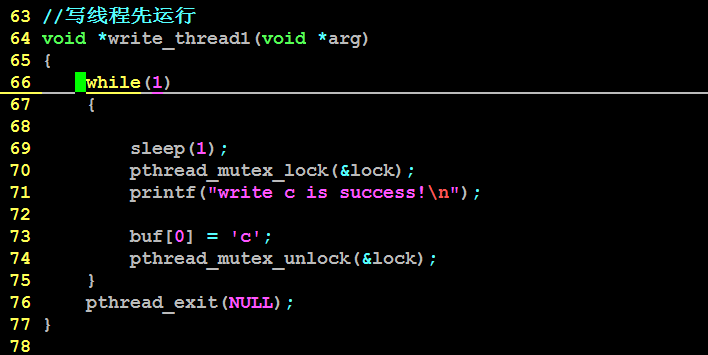 63 //写线程先运行
64 void *write_thread1(void *arg)
65 {
66     while(1)
67     {
68
69         sleep(1);
70         pthread_mutex_lock(&lock);
71         printf("write c is success!\n");
72
73         buf[0] = 'c';
74         pthread_mutex_unlock(&lock);
75     }
76     pthread_exit(NULL);
77 }
78